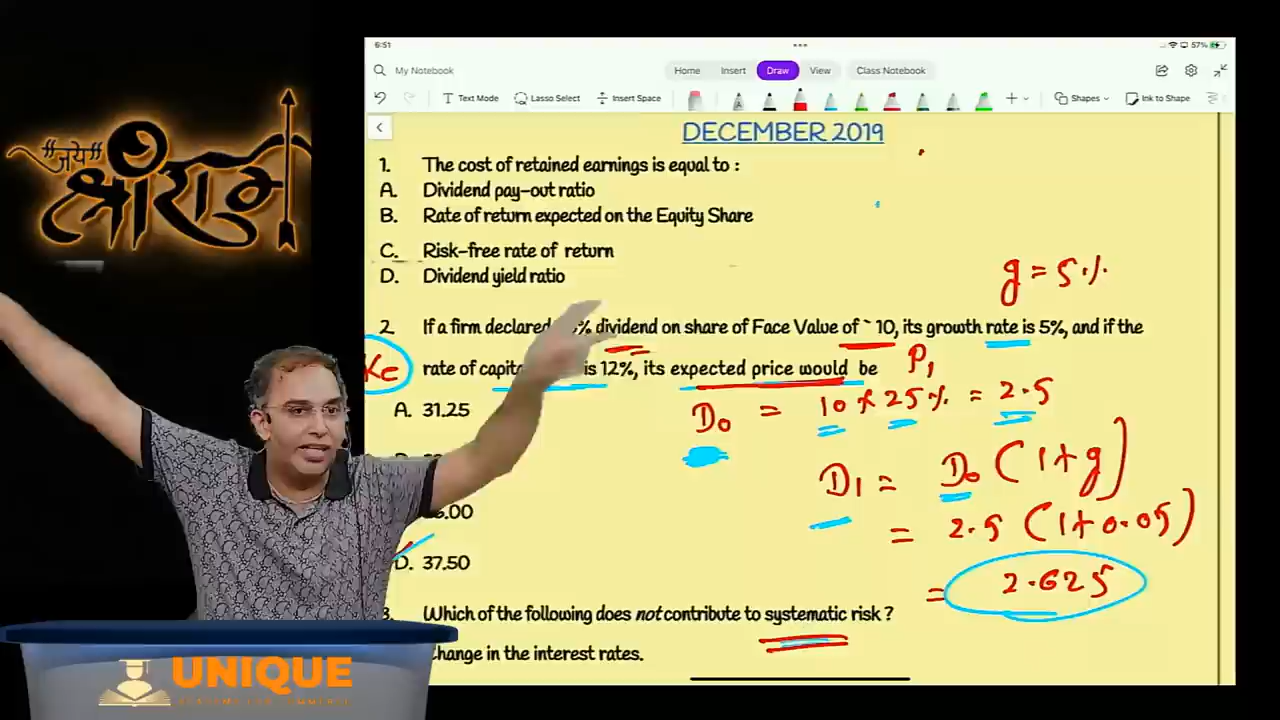 "जय"
श्रीराम
6:51
57%
My Notebook
Home Insert Draw View Class Notebook
Text Mode Lasso Select Insert Space Shapes Ink to Shape
DECEMBER 2019
1. The cost of retained earnings is equal to :
A. Dividend pay-out ratio
B. Rate of return expected on the Equity Share
C. Risk-free rate of return
D. Dividend yield ratio
g = 5%
2. If a firm declared % dividend on share of Face Value of ` 10, its growth rate is 5%, and if the
Ke rate of is 12%, its expected price would be P₁
A. 31.25
D₀ = 10 × 25% = 2.5
D₁ = D₀ (1+g)
.00
= 2.5 (1+0.05)
D. 37.50
= 2.625
3. Which of the following does not contribute to systematic risk ?
Change in the interest rates.
UNIQUE